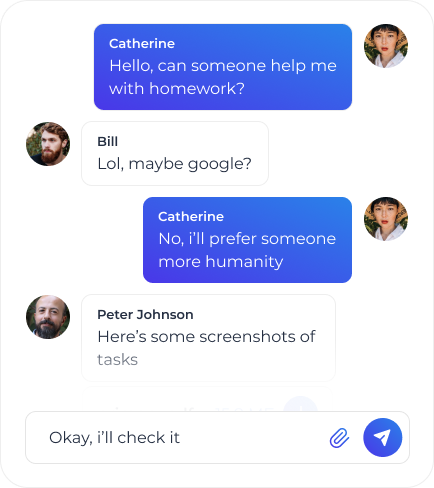 Catherine
Hello, can someone help me
with homework?
Bill
Lol, maybe google?
Catherine
No, i’ll prefer someone
more humanity
Peter Johnson
Here’s some screenshots of
tasks
Okay, i’ll check it